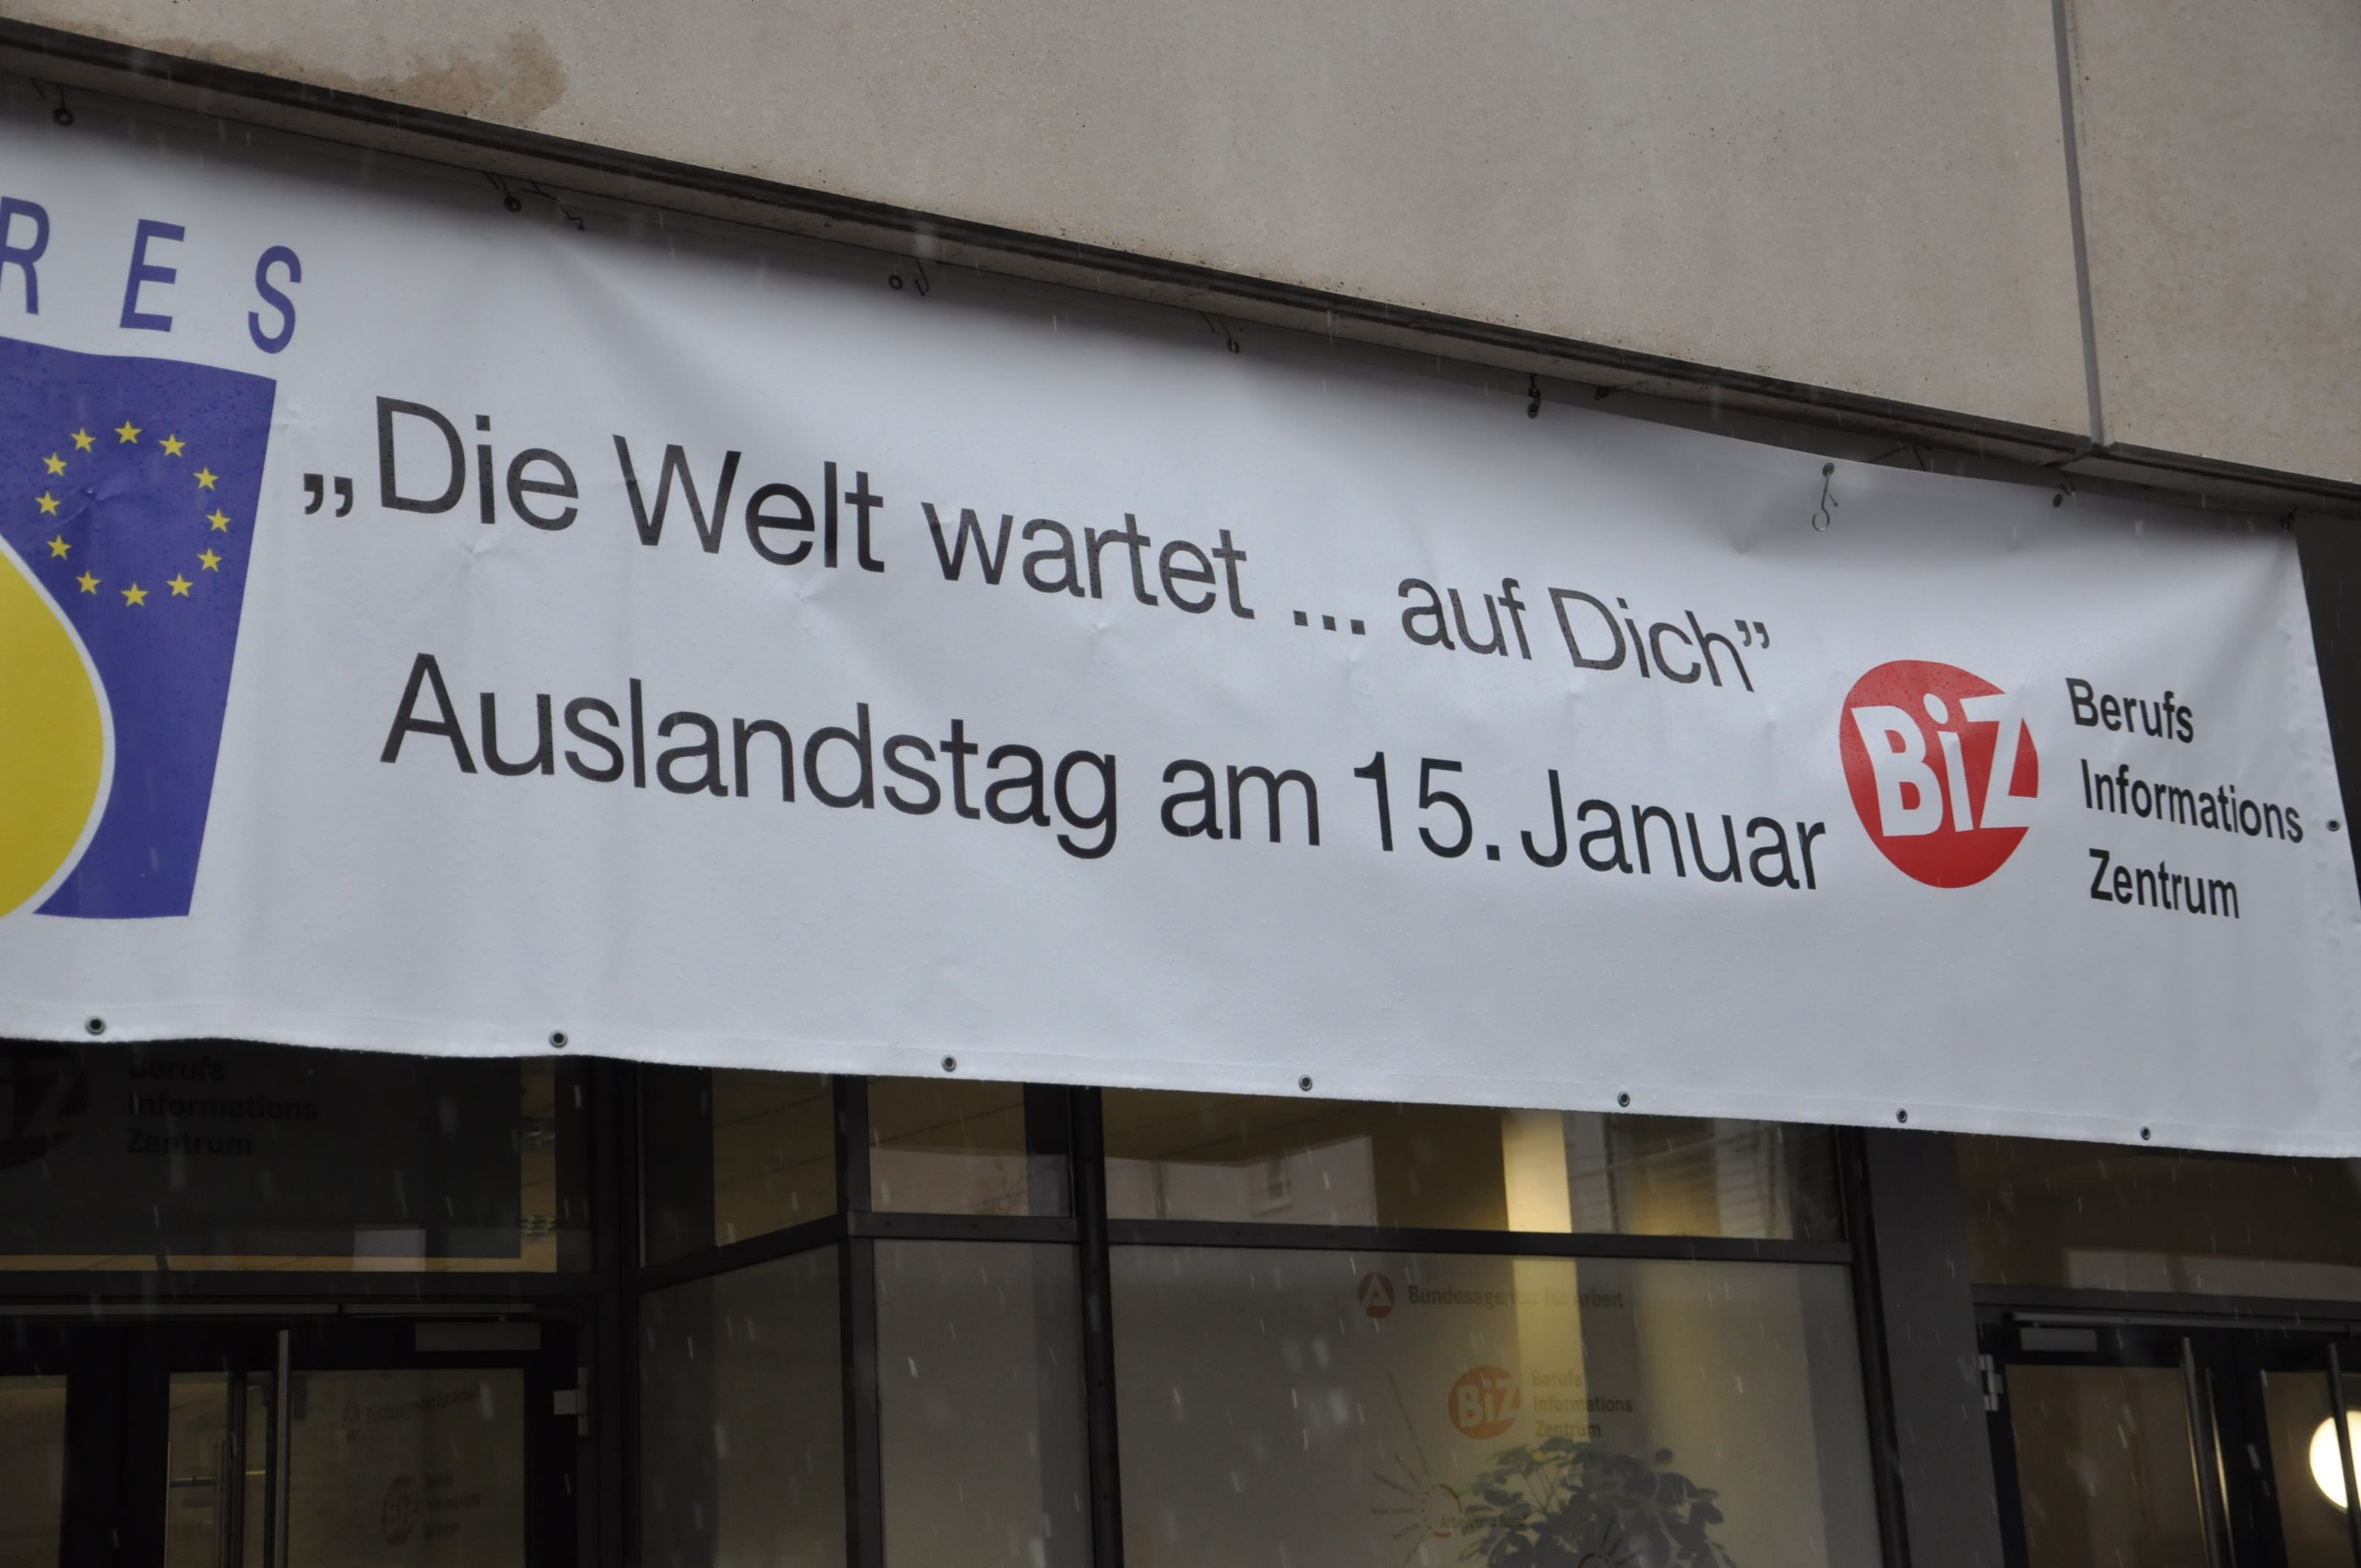 RES
„Die Welt wartet ... auf Dich”
Auslandstag am 15. Januar
BiZ
Berufs
Informations
Zentrum
Berufs
Informations
Zentrum
Bundesagentur für Arbeit
BiZ
Berufs
Informations
Zentrum